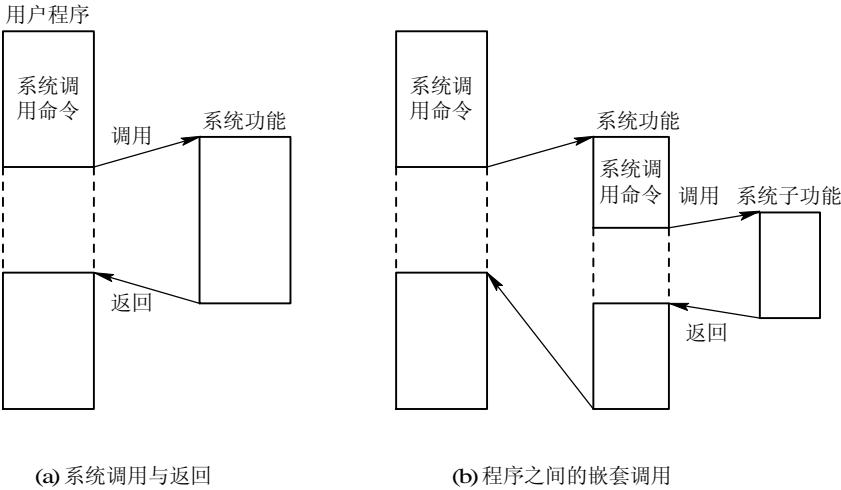 用户程序
系统调
用命令
调用
系统功能
返回
(a) 系统调用与返回
系统调
用命令
系统功能
系统调
用命令
调用
系统子功能
返回
(b) 程序之间的嵌套调用